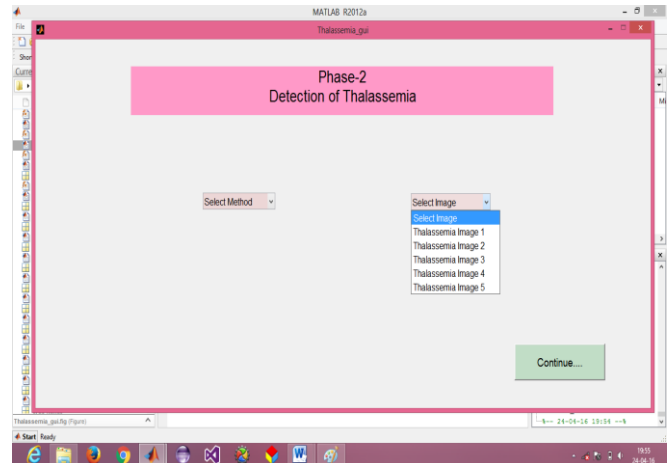 MATLAB R2012a
File
Thalassemia_gui
Shor
Curre
Phase-2
Detection of Thalassemia
Select Method
Select Image
Select Image
Thalassemia Image 1
Thalassemia Image 2
Thalassemia Image 3
Thalassemia Image 4
Thalassemia Image 5
Continue....
Thalassemia_gui.fig (Figure)
%-- 24-04-16 19:54 --%
Start Ready
19:55
24-04-16